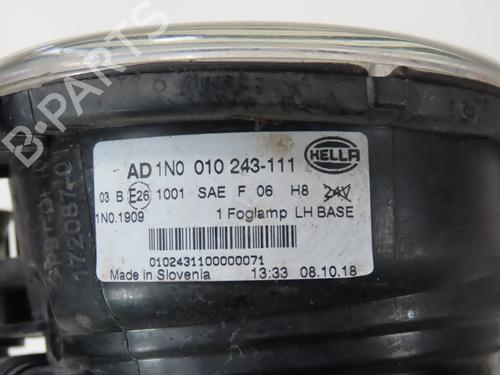 B-PARTS
AD 1N0 010 243-111 HELLA
03 B E26 1001 SAE F 06 H8 24V
1N0.1909 1 Foglamp LH BASE
0102431100000071
Made in Slovenia 13:33 08.10.18